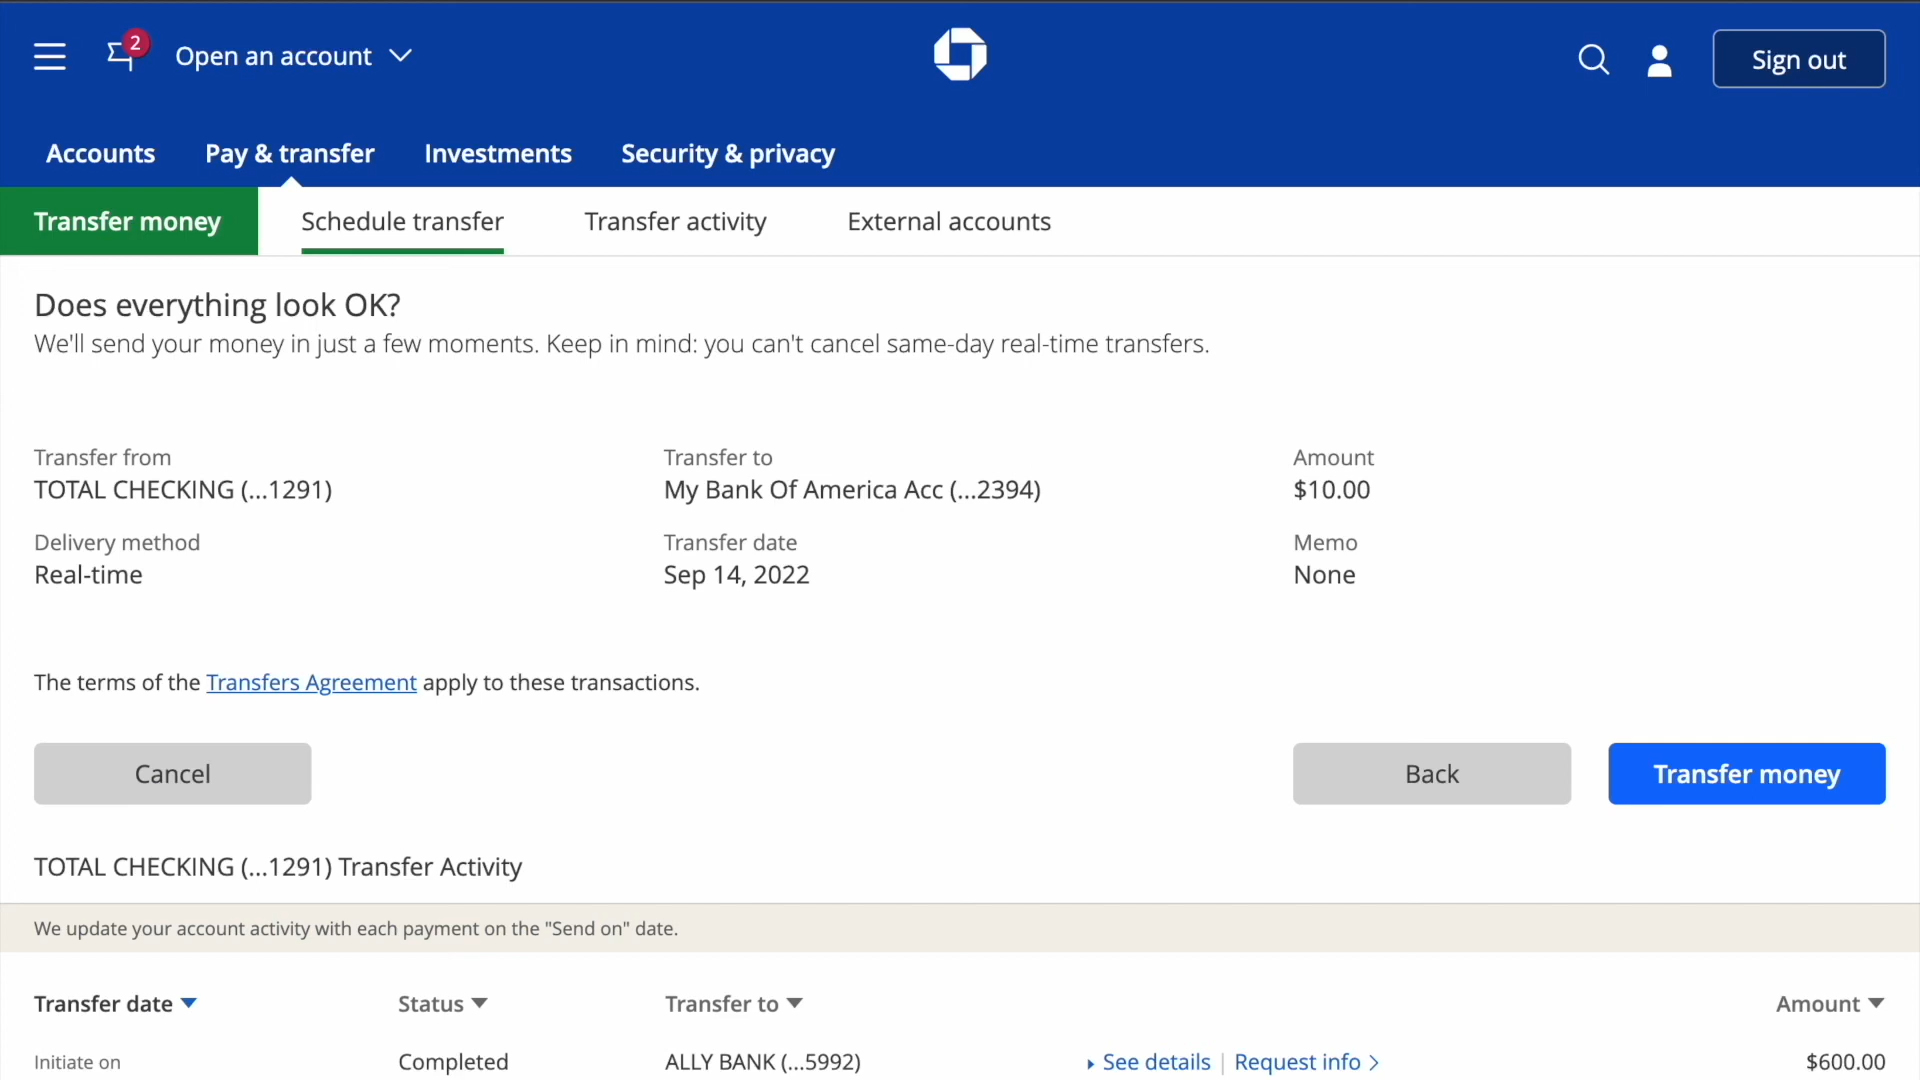 2
Open an account
Sign out
Accounts
Pay & transfer
Investments
Security & privacy
Transfer money
Schedule transfer
Transfer activity
External accounts
Does everything look OK?
We'll send your money in just a few moments. Keep in mind: you can't cancel same-day real-time transfers.
Transfer from
TOTAL CHECKING (...1291)
Transfer to
My Bank Of America Acc (...2394)
Amount
$10.00
Delivery method
Real-time
Transfer date
Sep 14, 2022
Memo
None
The terms of the Transfers Agreement apply to these transactions.
Cancel
Back
Transfer money
TOTAL CHECKING (...1291) Transfer Activity
We update your account activity with each payment on the "Send on" date.
Transfer date
Status
Transfer to
Amount
Initiate on
Completed
ALLY BANK (...5992)
See details | Request info
$600.00